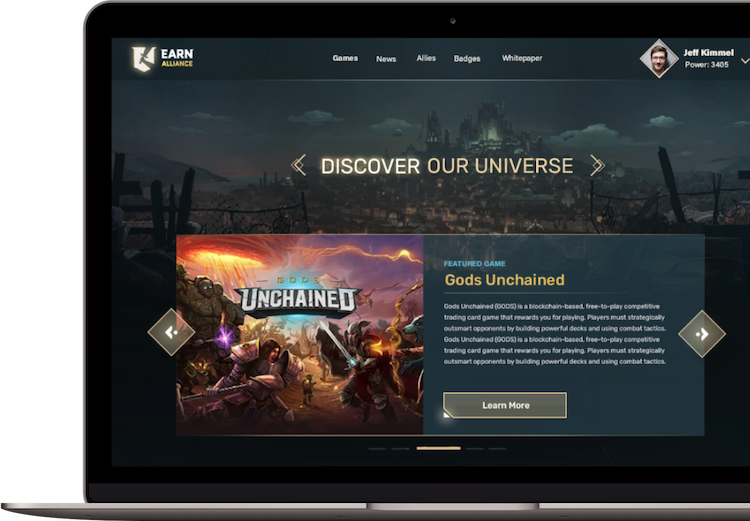 EARN
ALLIANCE
Games
News
Allies
Badges
Whitepaper
Jeff Kimmel
Power: 3405
DISCOVER OUR UNIVERSE
GODS
UNCHAINED
FEATURED GAME
Gods Unchained
Gods Unchained (GODS) is a blockchain-based, free-to-play competitive
trading card game that rewards you for playing. Players must strategically
outsmart opponents by building powerful decks and using combat tactics.
Gods Unchained (GODS) is a blockchain-based, free-to-play competitive
trading card game that rewards you for playing. Players must strategically
outsmart opponents by building powerful decks and using combat tactics.
Learn More